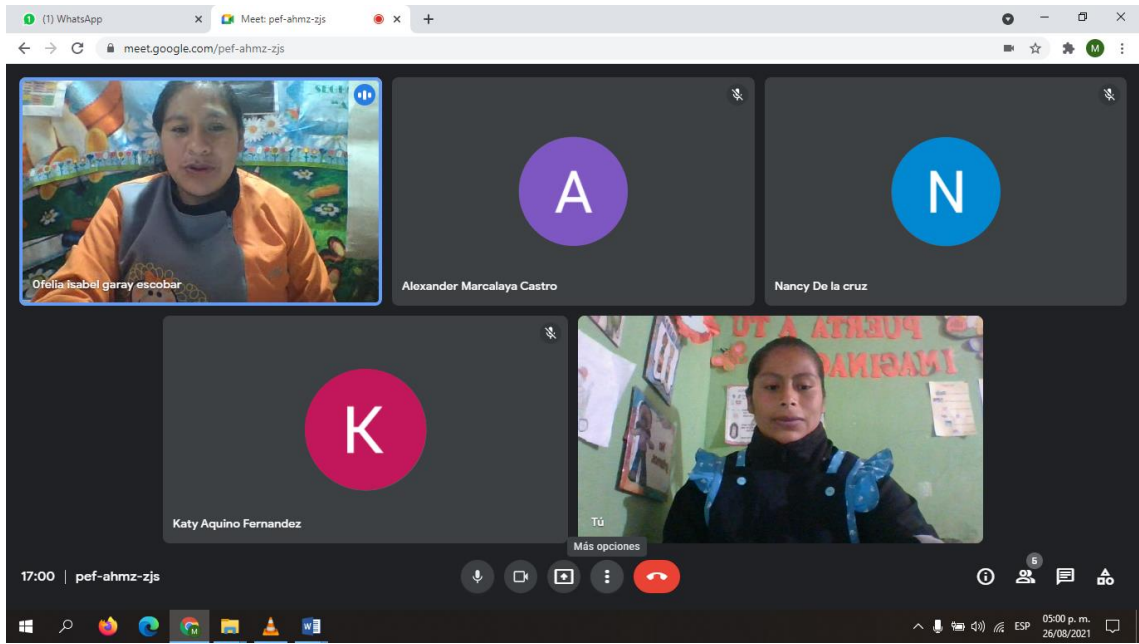 (1) WhatsApp
Meet: pef-ahmz-zjs
meet.google.com/pef-ahmz-zjs
M
Ofelia isabel garay escobar
A
Alexander Marcalaya Castro
N
Nancy De la cruz
K
Katy Aquino Fernandez
PUERTA A TU
IMAGINAC
Tú
Más opciones
17:00 | pef-ahmz-zjs
5
ESP
05:00 p. m.
26/08/2021